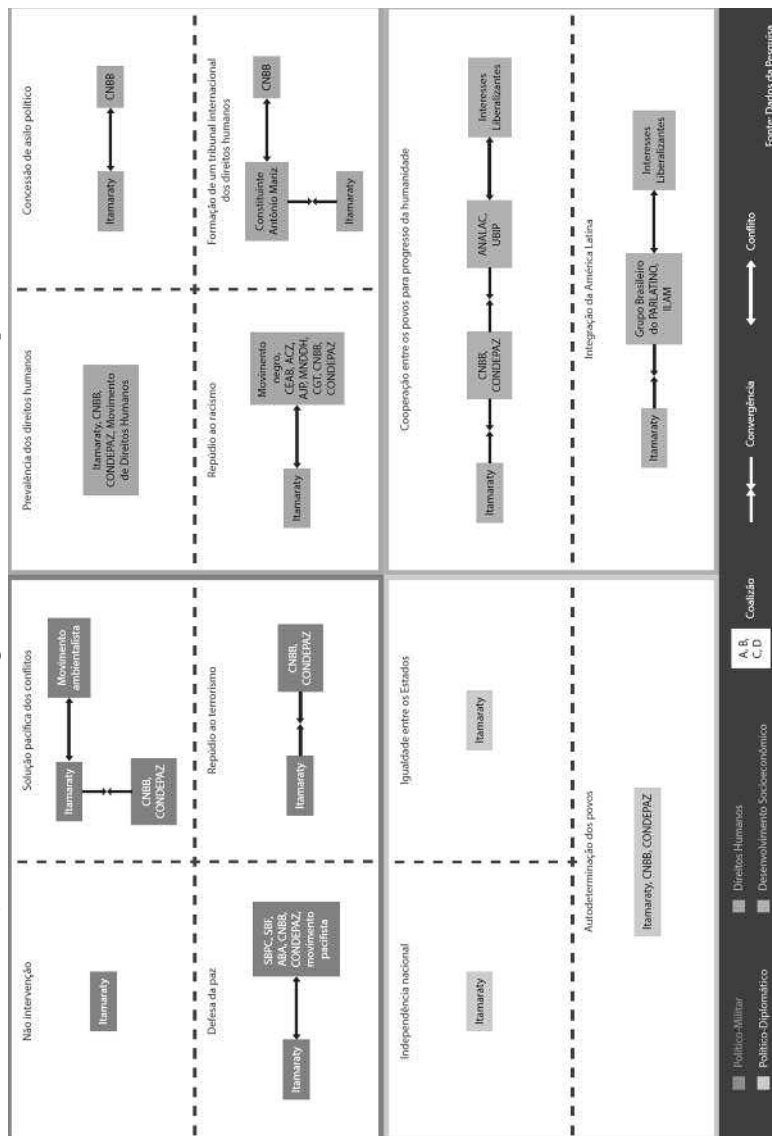 Não intervenção
Itamaraty
Solução pacífica dos conflitos
Itamaraty
Movimento
ambientalista
CNBB,
CONDEPAZ
Defesa da paz
Itamaraty
SBPC, SBF,
ABA, CNBB,
CONDEPAZ,
movimento
pacifista
Repúdio ao terrorismo
Itamaraty
CNBB,
CONDEPAZ
Prevalência dos direitos humanos
Itamaraty, CNBB,
CONDEPAZ, Movimento
de Direitos Humanos
Concessão de asilo político
Itamaraty
CNBB
Repúdio ao racismo
Itamaraty
Movimento
negro,
CEAB, ACZ,
AJP, MNDDH,
CGT, CNBB,
CONDEPAZ
Formação de um tribunal internacional
dos direitos humanos
Constituinte
Antônio Mariz
CNBB
Itamaraty
Independência nacional
Itamaraty
Igualdade entre os Estados
Itamaraty
Autodeterminação dos povos
Itamaraty, CNBB, CONDEPAZ
Cooperação entre os povos para progresso da humanidade
Itamaraty
CNBB,
CONDEPAZ
ANALAC,
UBIP
Interesses
Liberalizantes
Integração da América Latina
Itamaraty
Grupo Brasileiro
do PARLATINO,
ILAM
Interesses
Liberalizantes
Político-Militar
Direitos Humanos
Político-Diplomático
Desenvolvimento Socioeconômico
A, B,
C, D
Coalizão
Convergência
Conflito
Fonte: Dados da Pesquisa